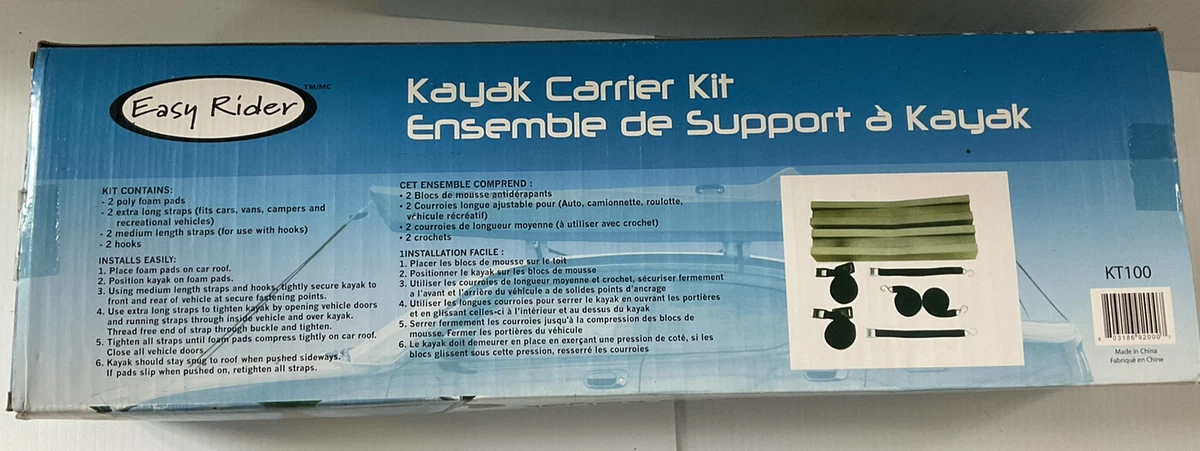 Easy Rider TM/MC
Kayak Carrier Kit
Ensemble de Support à Kayak
KIT CONTAINS:
- 2 poly foam pads
- 2 extra long straps (fits cars, vans, campers and
recreational vehicles)
- 2 medium length straps (for use with hooks)
- 2 hooks
INSTALLS EASILY:
1. Place foam pads on car roof.
2. Position kayak on foam pads.
3. Using medium length straps and hooks, tightly secure kayak to
front and rear of vehicle at secure fastening points.
4. Use extra long straps to tighten kayak by opening vehicle doors
and running straps through inside vehicle and over kayak.
Thread free end of strap through buckle and tighten.
5. Tighten all straps until foam pads compress tightly on car roof.
Close all vehicle doors.
6. Kayak should stay snug to roof when pushed sideways.
If pads slip when pushed on, retighten all straps.
CET ENSEMBLE COMPREND :
• 2 Blocs de mousse antidérapants
• 2 Courroies longue ajustable pour (Auto, camionnette, roulotte,
véhicule récréatif)
• 2 courroies de longueur moyenne (à utiliser avec crochet)
• 2 crochets
1INSTALLATION FACILE :
1. Placer les blocs de mousse sur le toit
2. Positionner le kayak sur les blocs de mousse
3. Utiliser les courroies de longueur moyenne et crochet, sécuriser fermement
a l'avant et l'arrière du véhicule a de solides points d'ancrage
4. Utiliser les longues courroies pour serrer le kayak en ouvrant les portières
et en glissant celles-ci à l'intérieur et au dessus du kayak
5. Serrer fermement les courroies jusqu'à la compression des blocs de
mousse. Fermer les portières du véhicule
6. Le kayak doit demeurer en place en exerçant une pression de coté, si les
blocs glissent sous cette pression, resserré les courroies
KT100
03186 92000
Made in China
Fabriqué en Chine